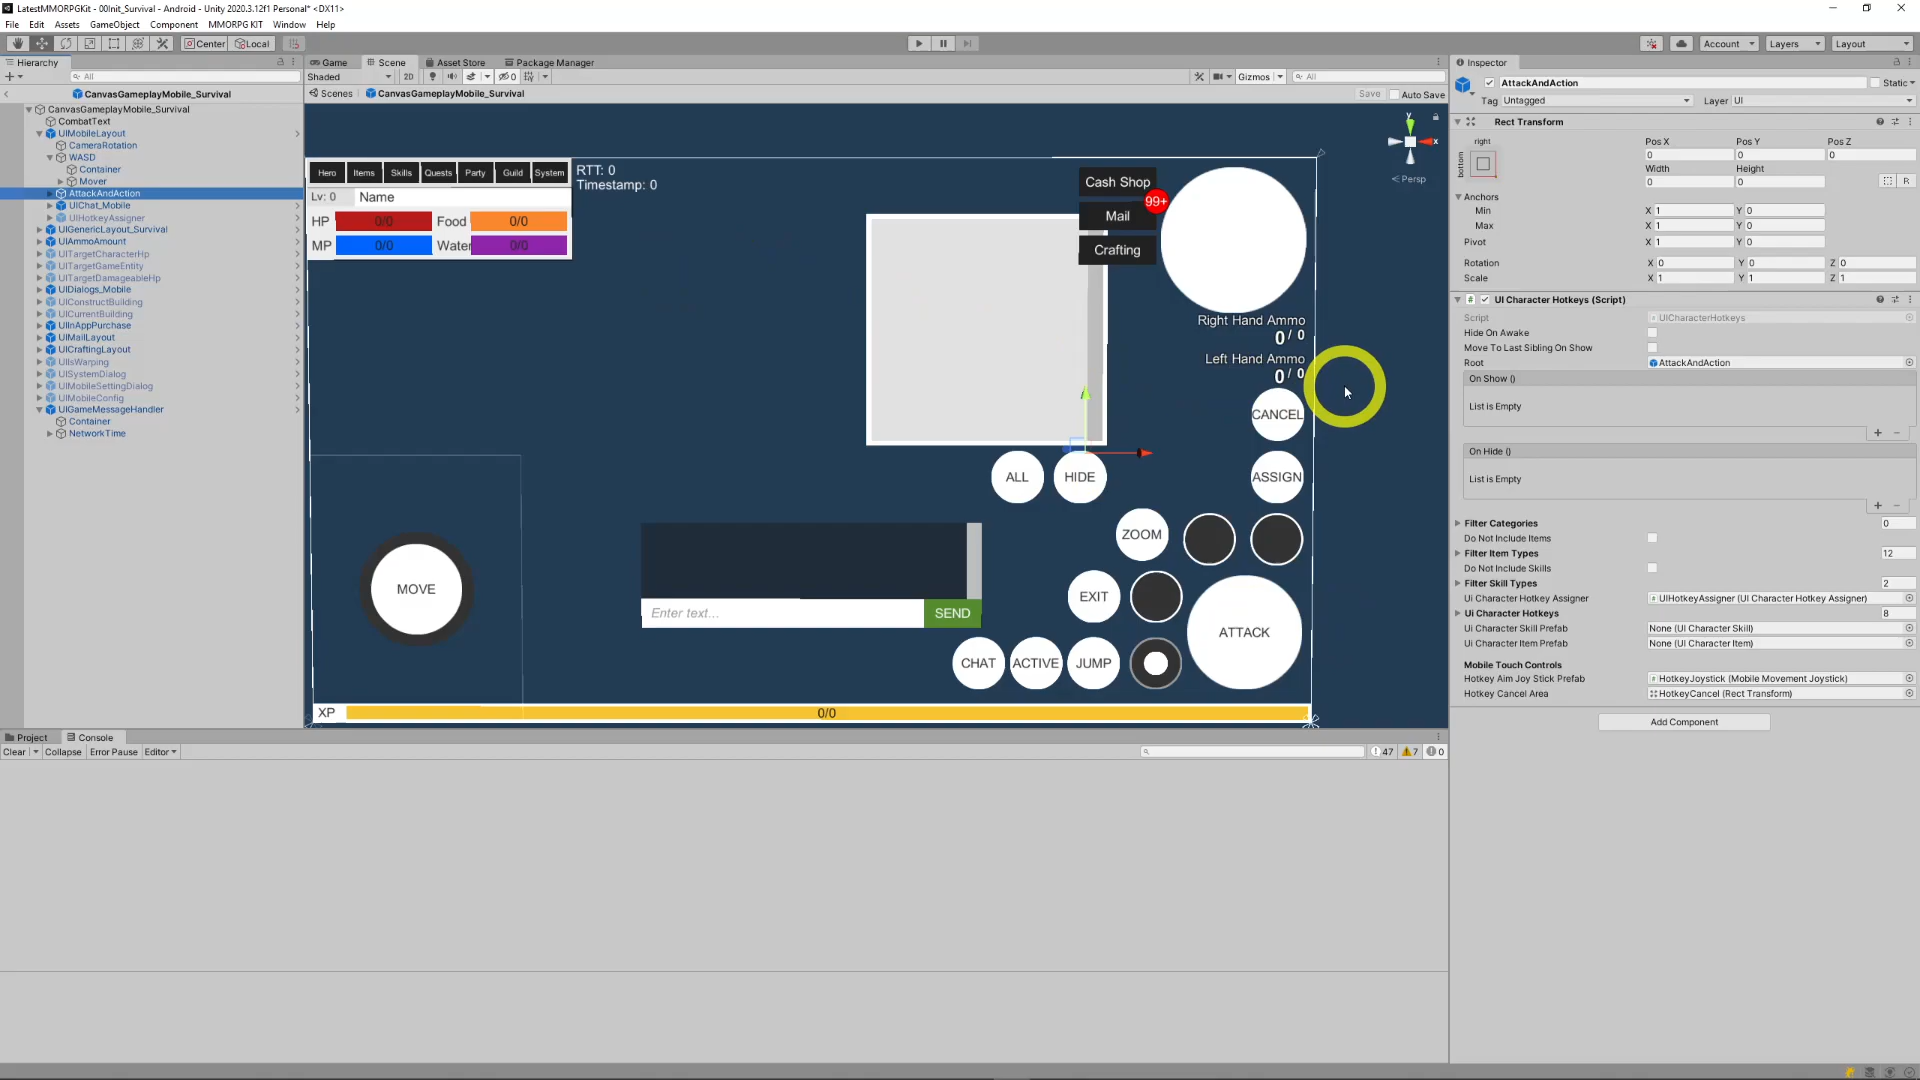 LatestMMORPGKit - 00Init_Survival - Android - Unity 2020.3.12f1 Personal* <DX11>
File Edit Assets GameObject Component MMORPG KIT Window Help
Center Local Account Layers Layout
Hierarchy
All
CanvasGameplayMobile_Survival
CanvasGameplayMobile_Survival
CombatText
UIMobileLayout
CameraRotation
WASD
Container
Mover
AttackAndAction
UIChat_Mobile
UIHotkeyAssigner
UIGenericLayout_Survival
UIAmmoAmount
UITargetCharacterHp
UITargetGameEntity
UITargetDamageableHp
UIDialogs_Mobile
UIConstructBuilding
UICurrentBuilding
UIInAppPurchase
UIMailLayout
UICraftingLayout
UIIsWarping
UISystemDialog
UIMobileSettingDialog
UIMobileConfig
UIGameMessageHandler
Container
NetworkTime
Game Scene Asset Store Package Manager
Shaded 2D 0 Gizmos All
Scenes CanvasGameplayMobile_Survival Save Auto Save
y
x
< Persp
Hero Items Skills Quests Party Guild System
RTT: 0
Timestamp: 0
Lv: 0 Name
HP 0/0 Food 0/0
MP 0/0 Water 0/0
Cash Shop
99+
Mail
Crafting
Right Hand Ammo
0 / 0
Left Hand Ammo
0 / 0
CANCEL
ALL HIDE ASSIGN
ZOOM
MOVE
EXIT
Enter text... SEND
ATTACK
CHAT ACTIVE JUMP
XP 0/0
Project Console
Clear Collapse Error Pause Editor 47 7 0
Inspector
AttackAndAction Static
Tag Untagged Layer UI
Rect Transform
right Pos X Pos Y Pos Z
bottom 0 0 0
Width Height
0 0 R
Anchors
Min X 1 Y 0
Max X 1 Y 0
Pivot X 1 Y 0
Rotation X 0 Y 0 Z 0
Scale X 1 Y 1 Z 1
UI Character Hotkeys (Script)
Script UICharacterHotkeys
Hide On Awake
Move To Last Sibling On Show
Root AttackAndAction
On Show ()
List is Empty
+ −
On Hide ()
List is Empty
+ −
Filter Categories 0
Do Not Include Items
Filter Item Types 12
Do Not Include Skills
Filter Skill Types 2
Ui Character Hotkey Assigner UIHotkeyAssigner (UI Character Hotkey Assigner)
Ui Character Hotkeys 8
Ui Character Skill Prefab None (UI Character Skill)
Ui Character Item Prefab None (UI Character Item)
Mobile Touch Controls
Hotkey Aim Joy Stick Prefab HotkeyJoystick (Mobile Movement Joystick)
Hotkey Cancel Area HotkeyCancel (Rect Transform)
Add Component